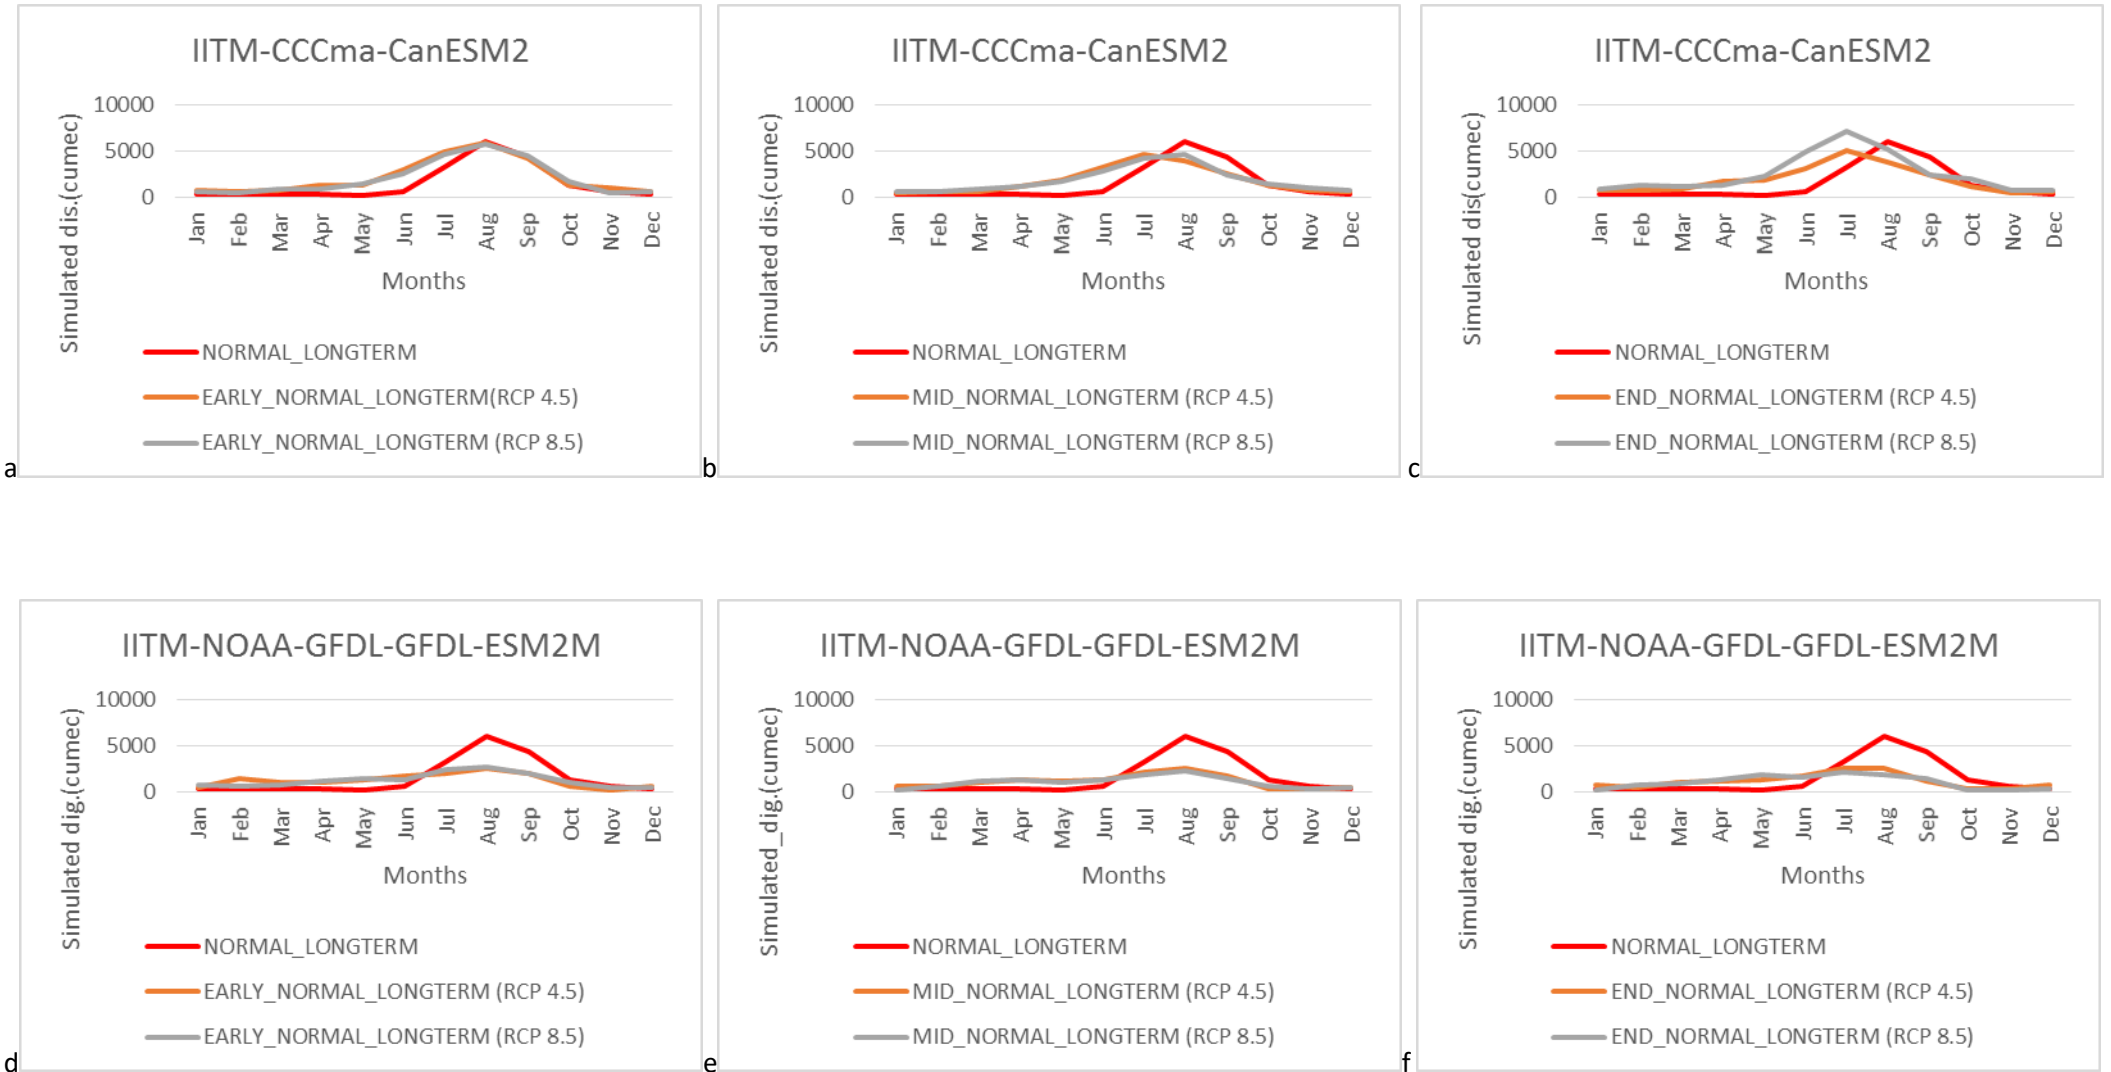 IITM-CCCma-CanESM2
10000
5000
0
Simulated dis.(cumec)
Jan Feb Mar Apr May Jun Jul Aug Sep Oct Nov Dec
Months
NORMAL_LONGTERM
EARLY_NORMAL_LONGTERM(RCP 4.5)
EARLY_NORMAL_LONGTERM (RCP 8.5)
a
IITM-CCCma-CanESM2
10000
5000
0
Simulated dis.(cumec)
Jan Feb Mar Apr May Jun Jul Aug Sep Oct Nov Dec
Months
NORMAL_LONGTERM
MID_NORMAL_LONGTERM (RCP 4.5)
MID_NORMAL_LONGTERM (RCP 8.5)
b
IITM-CCCma-CanESM2
10000
5000
0
Simulated dis(cumec)
Jan Feb Mar Apr May Jun Jul Aug Sep Oct Nov Dec
Months
NORMAL_LONGTERM
END_NORMAL_LONGTERM (RCP 4.5)
END_NORMAL_LONGTERM (RCP 8.5)
c
IITM-NOAA-GFDL-GFDL-ESM2M
10000
5000
0
Simulated dig.(cumec)
Jan Feb Mar Apr May Jun Jul Aug Sep Oct Nov Dec
Months
NORMAL_LONGTERM
EARLY_NORMAL_LONGTERM (RCP 4.5)
EARLY_NORMAL_LONGTERM (RCP 8.5)
d
IITM-NOAA-GFDL-GFDL-ESM2M
10000
5000
0
Simulated_dig.(cumec)
Jan Feb Mar Apr May Jun Jul Aug Sep Oct Nov Dec
Months
NORMAL_LONGTERM
MID_NORMAL_LONGTERM (RCP 4.5)
MID_NORMAL_LONGTERM (RCP 8.5)
e
IITM-NOAA-GFDL-GFDL-ESM2M
10000
5000
0
Simulated dig.(cumec)
Jan Feb Mar Apr May Jun Jul Aug Sep Oct Nov Dec
Months
NORMAL_LONGTERM
END_NORMAL_LONGTERM (RCP 4.5)
END_NORMAL_LONGTERM (RCP 8.5)
f